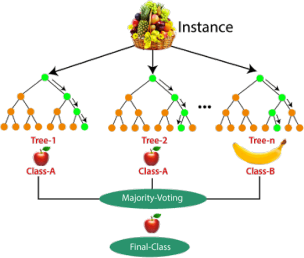 Instance
...
Tree-1 Tree-2 Tree-n
Class-A Class-A Class-B
Majority-Voting
Final-Class